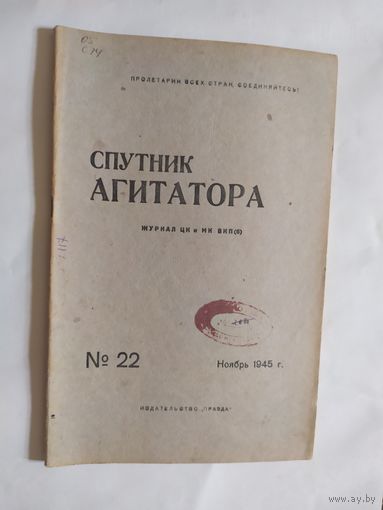 05
ПРОЛЕТАРИИ ВСЕХ СТРАН, СОЕДИНЯЙТЕСЬ!
СПУТНИК
АГИТАТОРА
ЖУРНАЛ ЦК и МК ВКП(б)
№ 22
Ноябрь 1945 г.
ИЗДАТЕЛЬСТВО „ПРАВДА“
www.ay.by